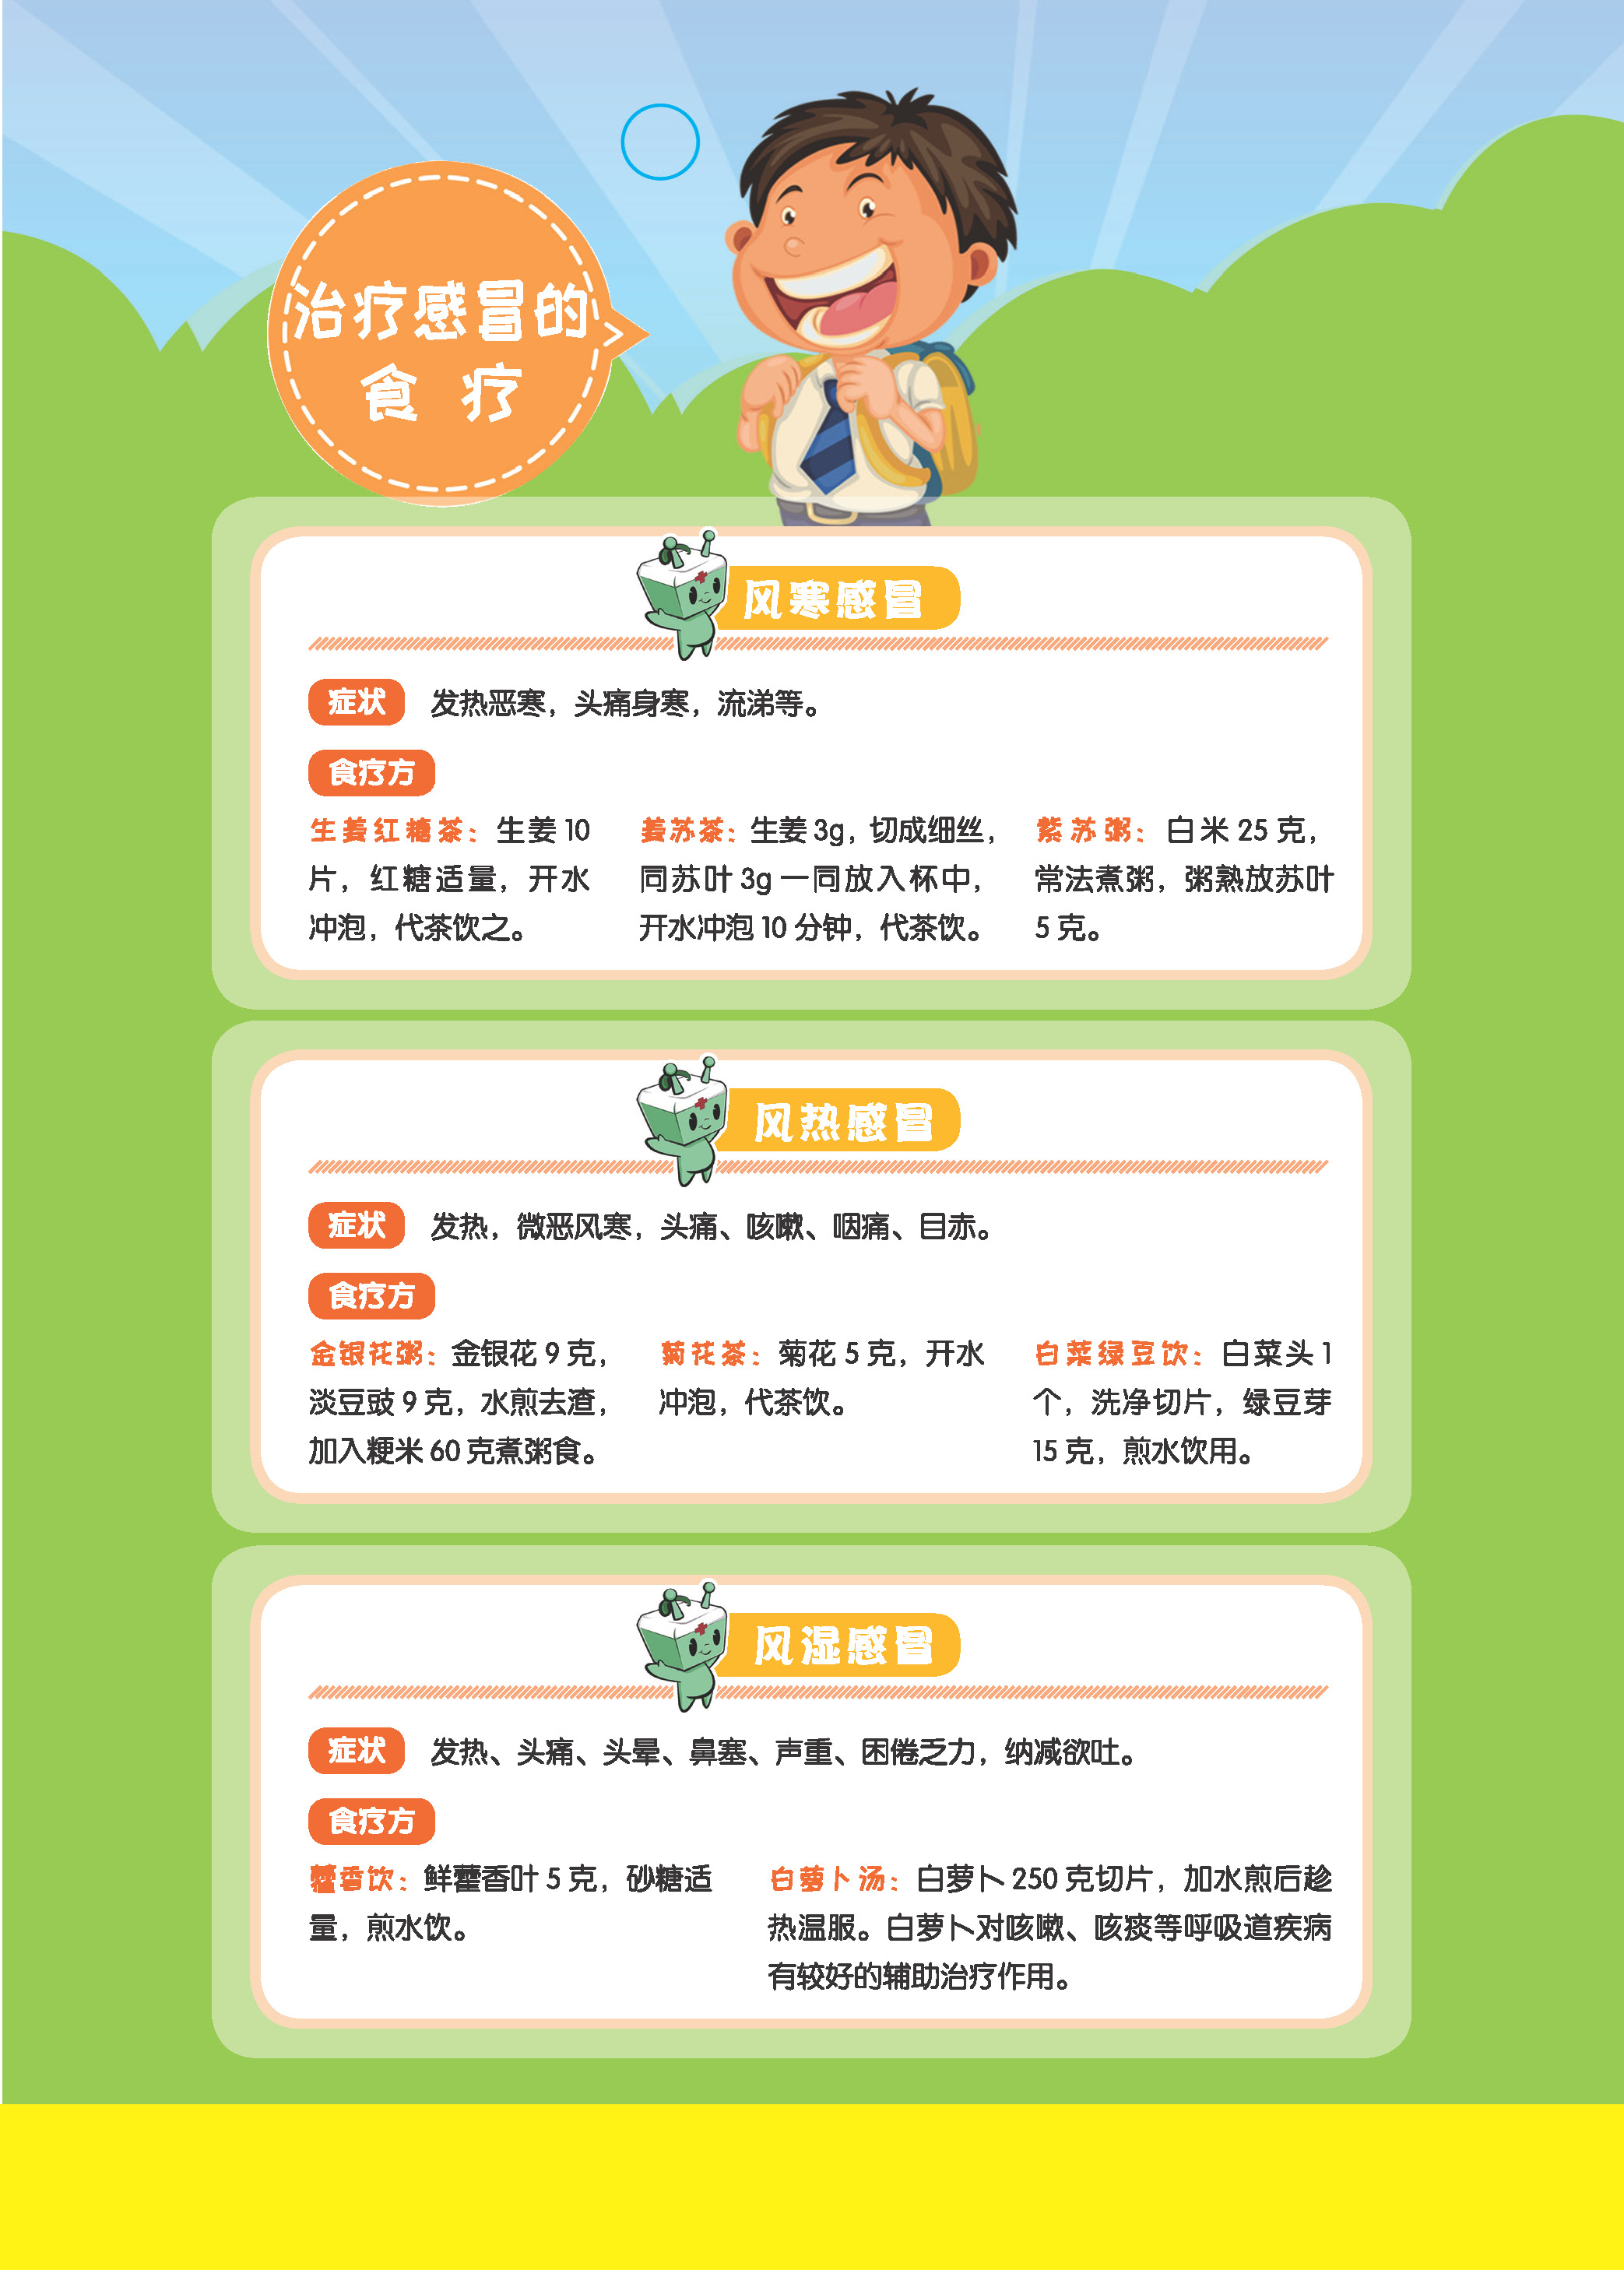 治疗感冒的
食 疗
风寒感冒
症状 发热恶寒，头痛身寒，流涕等。
食疗方
生姜红糖茶：生姜 10
片，红糖适量，开水
冲泡，代茶饮之。
姜苏茶：生姜 3g，切成细丝，
同苏叶 3g 一同放入杯中，
开水冲泡 10 分钟，代茶饮。
紫苏粥：白米 25 克，
常法煮粥，粥熟放苏叶
5 克。
风热感冒
症状 发热，微恶风寒，头痛、咳嗽、咽痛、目赤。
食疗方
金银花粥：金银花 9 克，
淡豆豉 9 克，水煎去渣，
加入粳米 60 克煮粥食。
菊花茶：菊花 5 克，开水
冲泡，代茶饮。
白菜绿豆饮：白菜头 1
个，洗净切片，绿豆芽
15 克，煎水饮用。
风湿感冒
症状 发热、头痛、头晕、鼻塞、声重、困倦乏力，纳减欲吐。
食疗方
藿香饮：鲜藿香叶 5 克，砂糖适
量，煎水饮。
白萝卜汤：白萝卜 250 克切片，加水煎后趁
热温服。白萝卜对咳嗽、咳痰等呼吸道疾病
有较好的辅助治疗作用。